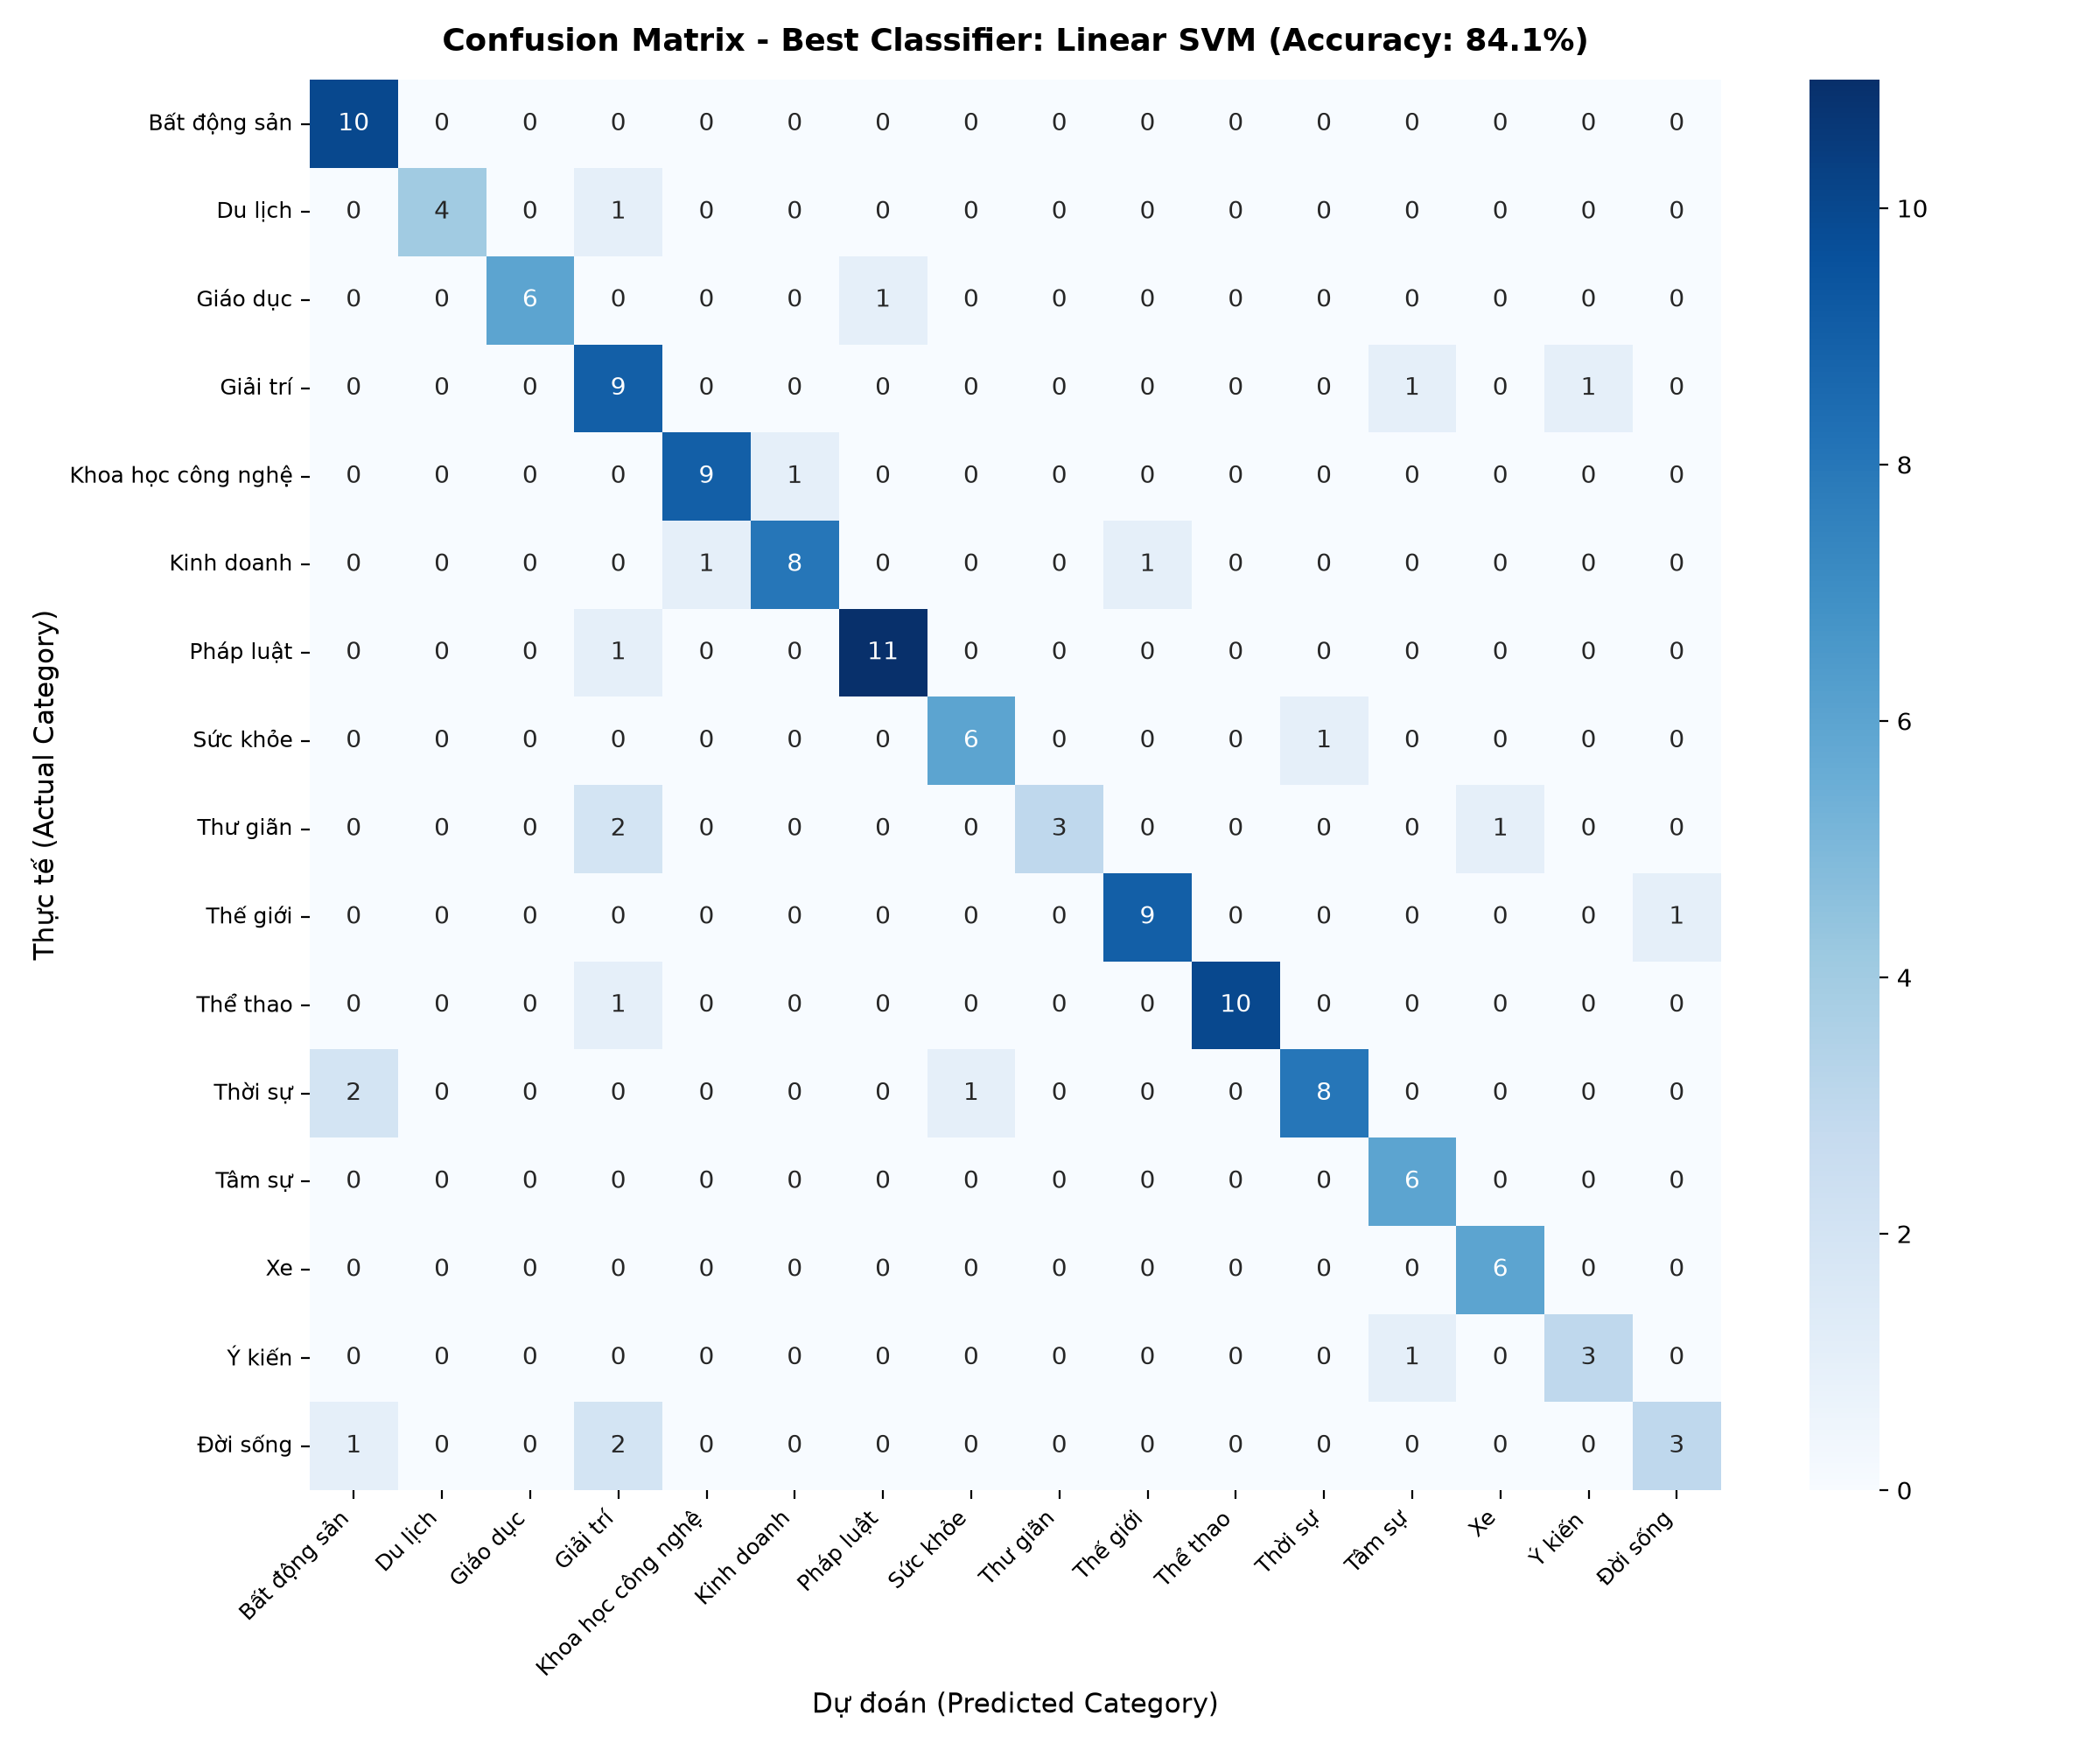 Confusion Matrix - Best Classifier: Linear SVM (Accuracy: 84.1%)
Bất động sản 10 0 0 0 0 0 0 0 0 0 0 0 0 0 0 0
Du lịch 0 4 0 1 0 0 0 0 0 0 0 0 0 0 0 0
Giáo dục 0 0 6 0 0 0 1 0 0 0 0 0 0 0 0 0
Giải trí 0 0 0 9 0 0 0 0 0 0 0 0 1 0 1 0
Khoa học công nghệ 0 0 0 0 9 1 0 0 0 0 0 0 0 0 0 0
Kinh doanh 0 0 0 0 1 8 0 0 0 1 0 0 0 0 0 0
Pháp luật 0 0 0 1 0 0 11 0 0 0 0 0 0 0 0 0
Sức khỏe 0 0 0 0 0 0 0 6 0 0 0 1 0 0 0 0
Thư giãn 0 0 0 2 0 0 0 0 3 0 0 0 0 1 0 0
Thế giới 0 0 0 0 0 0 0 0 0 9 0 0 0 0 0 1
Thể thao 0 0 0 1 0 0 0 0 0 0 10 0 0 0 0 0
Thời sự 2 0 0 0 0 0 0 1 0 0 0 8 0 0 0 0
Tâm sự 0 0 0 0 0 0 0 0 0 0 0 0 6 0 0 0
Xe 0 0 0 0 0 0 0 0 0 0 0 0 0 6 0 0
Ý kiến 0 0 0 0 0 0 0 0 0 0 0 0 1 0 3 0
Đời sống 1 0 0 2 0 0 0 0 0 0 0 0 0 0 0 3
Bất động sản
Du lịch
Giáo dục
Giải trí
Khoa học công nghệ
Kinh doanh
Pháp luật
Sức khỏe
Thư giãn
Thế giới
Thể thao
Thời sự
Tâm sự
Xe
Ý kiến
Đời sống
Dự đoán (Predicted Category)
Thực tế (Actual Category)
10
8
6
4
2
0